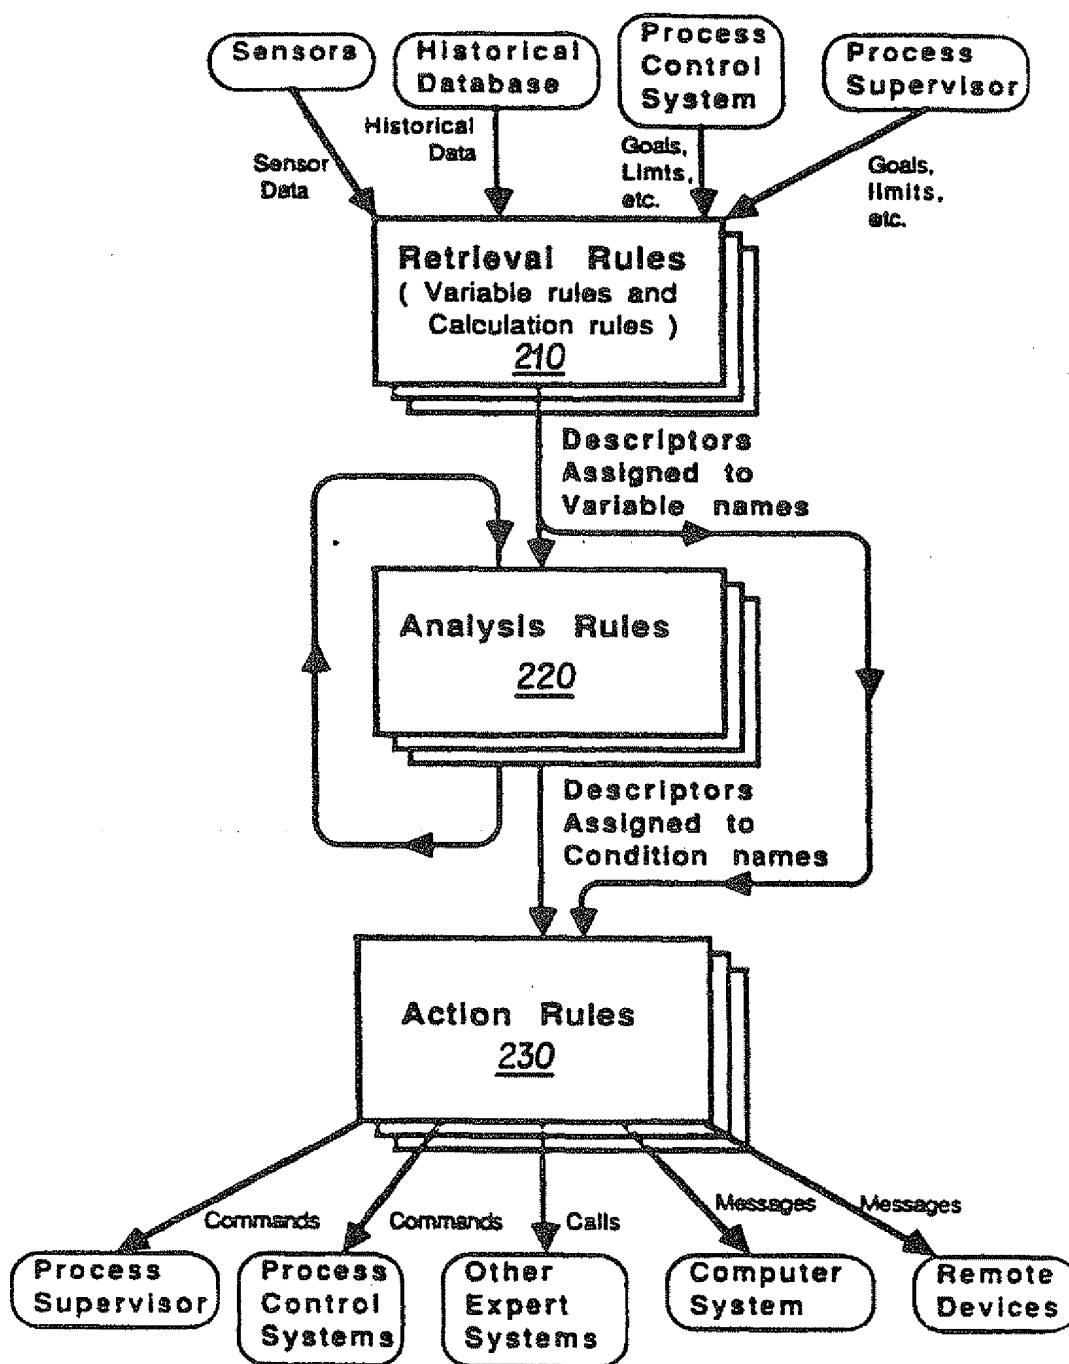 Sensors
Historical
Database
Process
Control
System
Process
Supervisor
Historical
Data
Sensor
Data
Goals,
Limts,
etc.
Goals,
limits,
etc.
Retrieval Rules
( Variable rules and
Calculation rules )
210
Descriptors
Assigned to
Variable names
Analysis Rules
220
Descriptors
Assigned to
Condition names
Action Rules
230
Commands
Commands
Calls
Messages
Messages
Process
Supervisor
Process
Control
Systems
Other
Expert
Systems
Computer
System
Remote
Devices